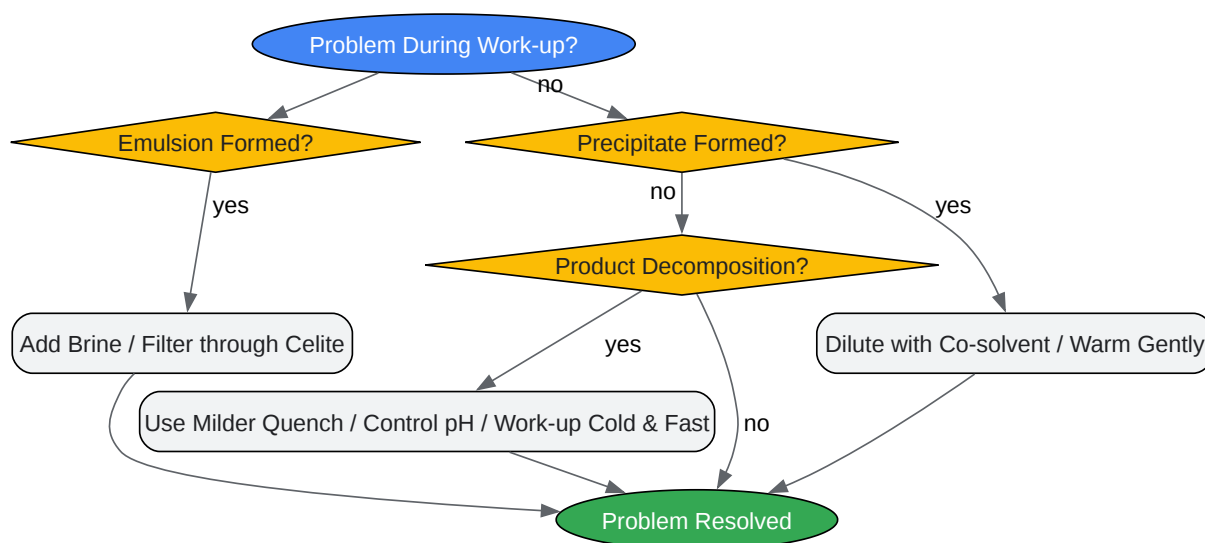 Problem During Work-up?
no
Emulsion Formed?
Precipitate Formed?
yes
no
yes
Product Decomposition?
Add Brine / Filter through Celite
yes
Dilute with Co-solvent / Warm Gently
Use Milder Quench / Control pH / Work-up Cold & Fast
no
Problem Resolved